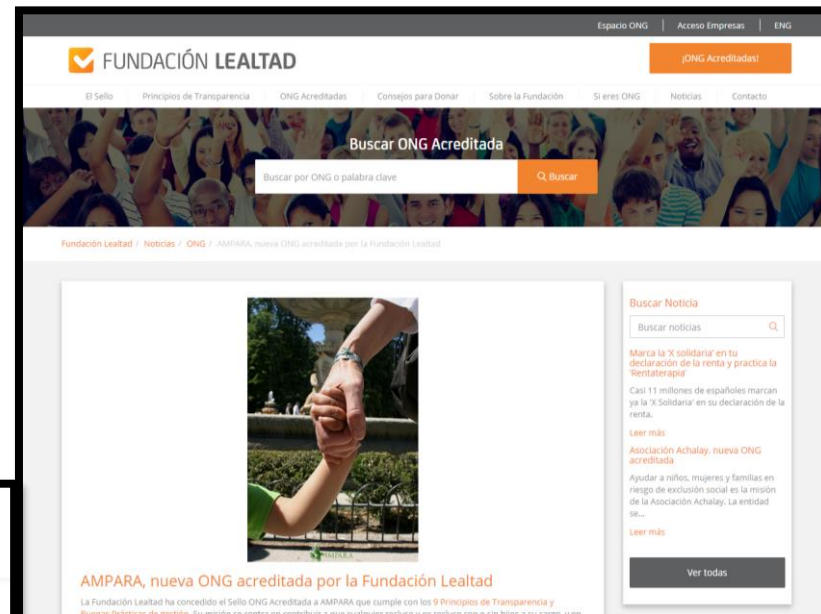 Espacio ONG | Acceso Empresas | ENG
FUNDACIÓN LEALTAD
¡ONG Acreditadas!
El Sello Principios de Transparencia ONG Acreditadas Consejos para Donar Sobre la Fundación Si eres ONG Noticias Contacto
Buscar ONG Acreditada
Buscar por ONG o palabra clave
Buscar
Fundación Lealtad / Noticias / ONG / AMPARA, nueva ONG acreditada por la Fundación Lealtad
AMPARA
AMPARA, nueva ONG acreditada por la Fundación Lealtad
La Fundación Lealtad ha concedido el Sello ONG Acreditada a AMPARA que cumple con los 9 Principios de Transparencia y
Buscar Noticia
Buscar noticias
Marca la 'X solidaria' en tu
declaración de la renta y practica la
'Rentaterapia'
Casi 11 millones de españoles marcan
ya la 'X Solidaria' en su declaración de la
renta.
Leer más
Asociación Achalay, nueva ONG
acreditada
Ayudar a niños, mujeres y familias en
riesgo de exclusión social es la misión
de la Asociación Achalay. La entidad
se...
Leer más
Ver todas